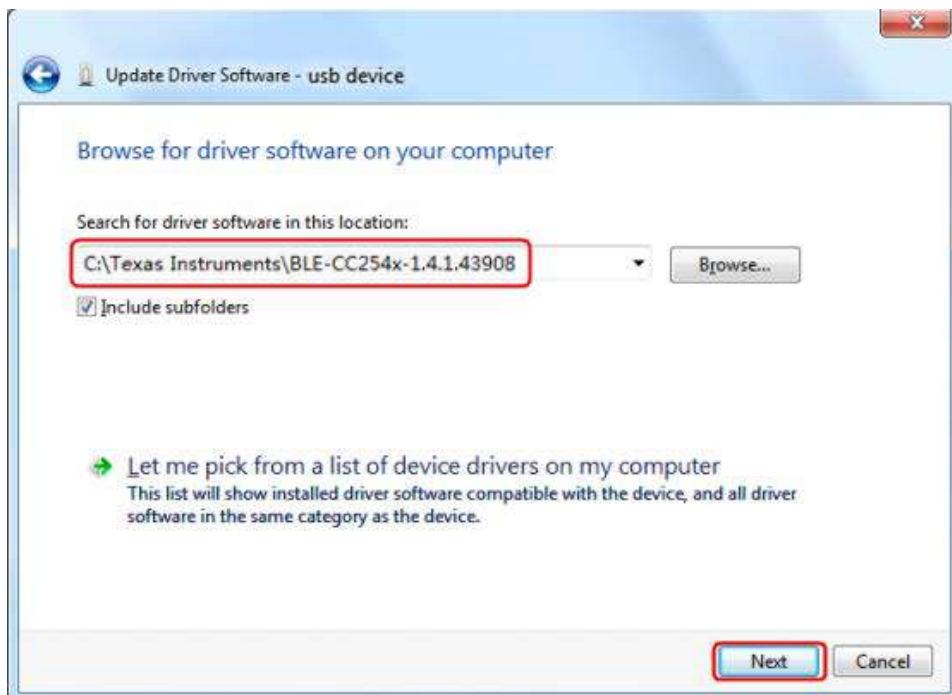 Update Driver Software - usb device
Browse for driver software on your computer
Search for driver software in this location:
C:\Texas Instruments\BLE-CC254x-1.4.1.43908
Browse...
Include subfolders
Let me pick from a list of device drivers on my computer
This list will show installed driver software compatible with the device, and all driver
software in the same category as the device.
Next
Cancel